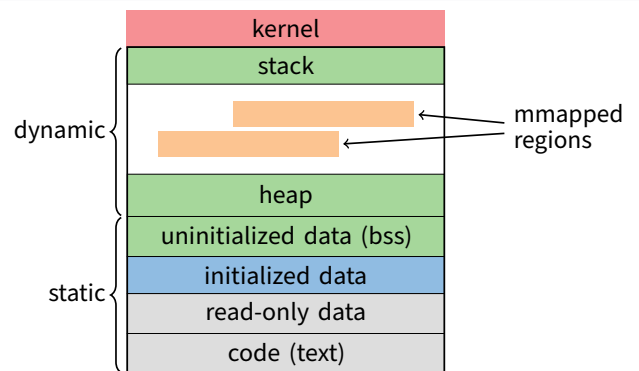 kernel
stack
dynamic
mmapped
regions
heap
uninitialized data (bss)
initialized data
static
read-only data
code (text)